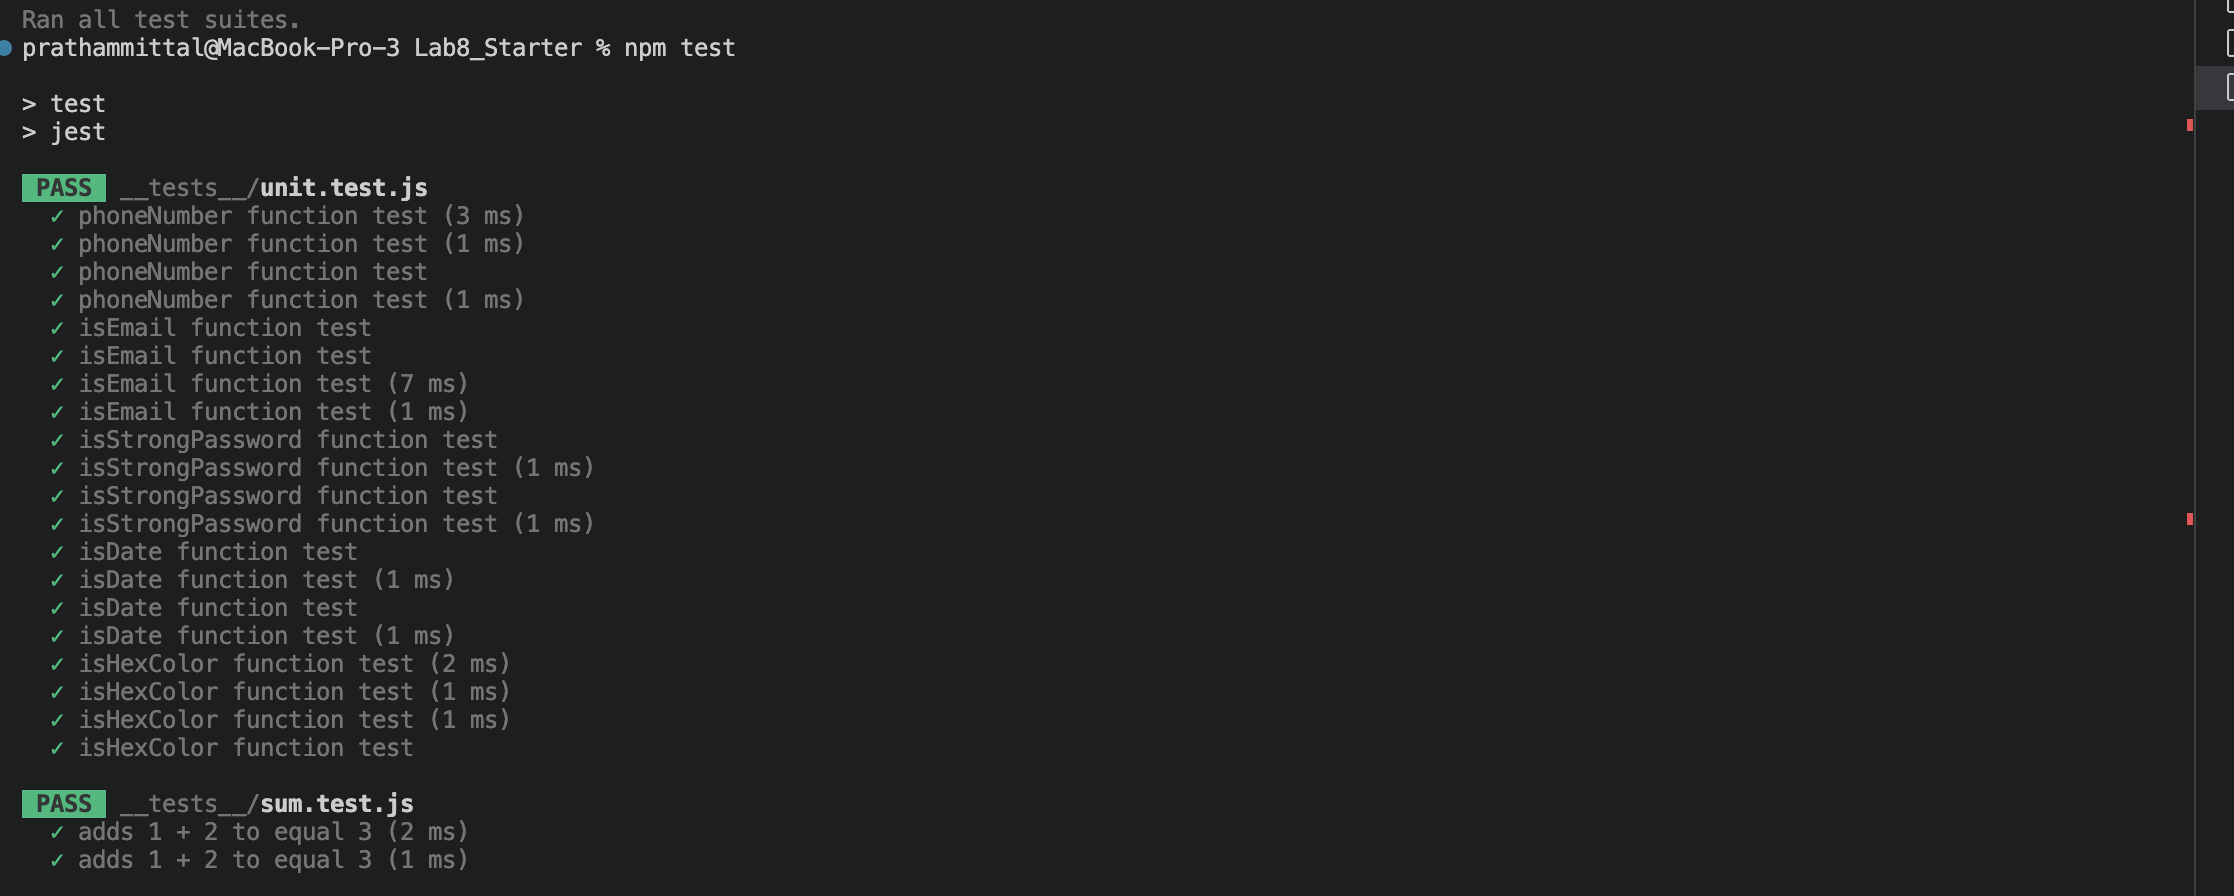 Ran all test suites.
prathammittal@MacBook-Pro-3 Lab8_Starter % npm test
> test
> jest
PASS __tests__/unit.test.js
✓ phoneNumber function test (3 ms)
✓ phoneNumber function test (1 ms)
✓ phoneNumber function test
✓ phoneNumber function test (1 ms)
✓ isEmail function test
✓ isEmail function test
✓ isEmail function test (7 ms)
✓ isEmail function test (1 ms)
✓ isStrongPassword function test
✓ isStrongPassword function test (1 ms)
✓ isStrongPassword function test
✓ isStrongPassword function test (1 ms)
✓ isDate function test
✓ isDate function test (1 ms)
✓ isDate function test
✓ isDate function test (1 ms)
✓ isHexColor function test (2 ms)
✓ isHexColor function test (1 ms)
✓ isHexColor function test (1 ms)
✓ isHexColor function test
PASS __tests__/sum.test.js
✓ adds 1 + 2 to equal 3 (2 ms)
✓ adds 1 + 2 to equal 3 (1 ms)